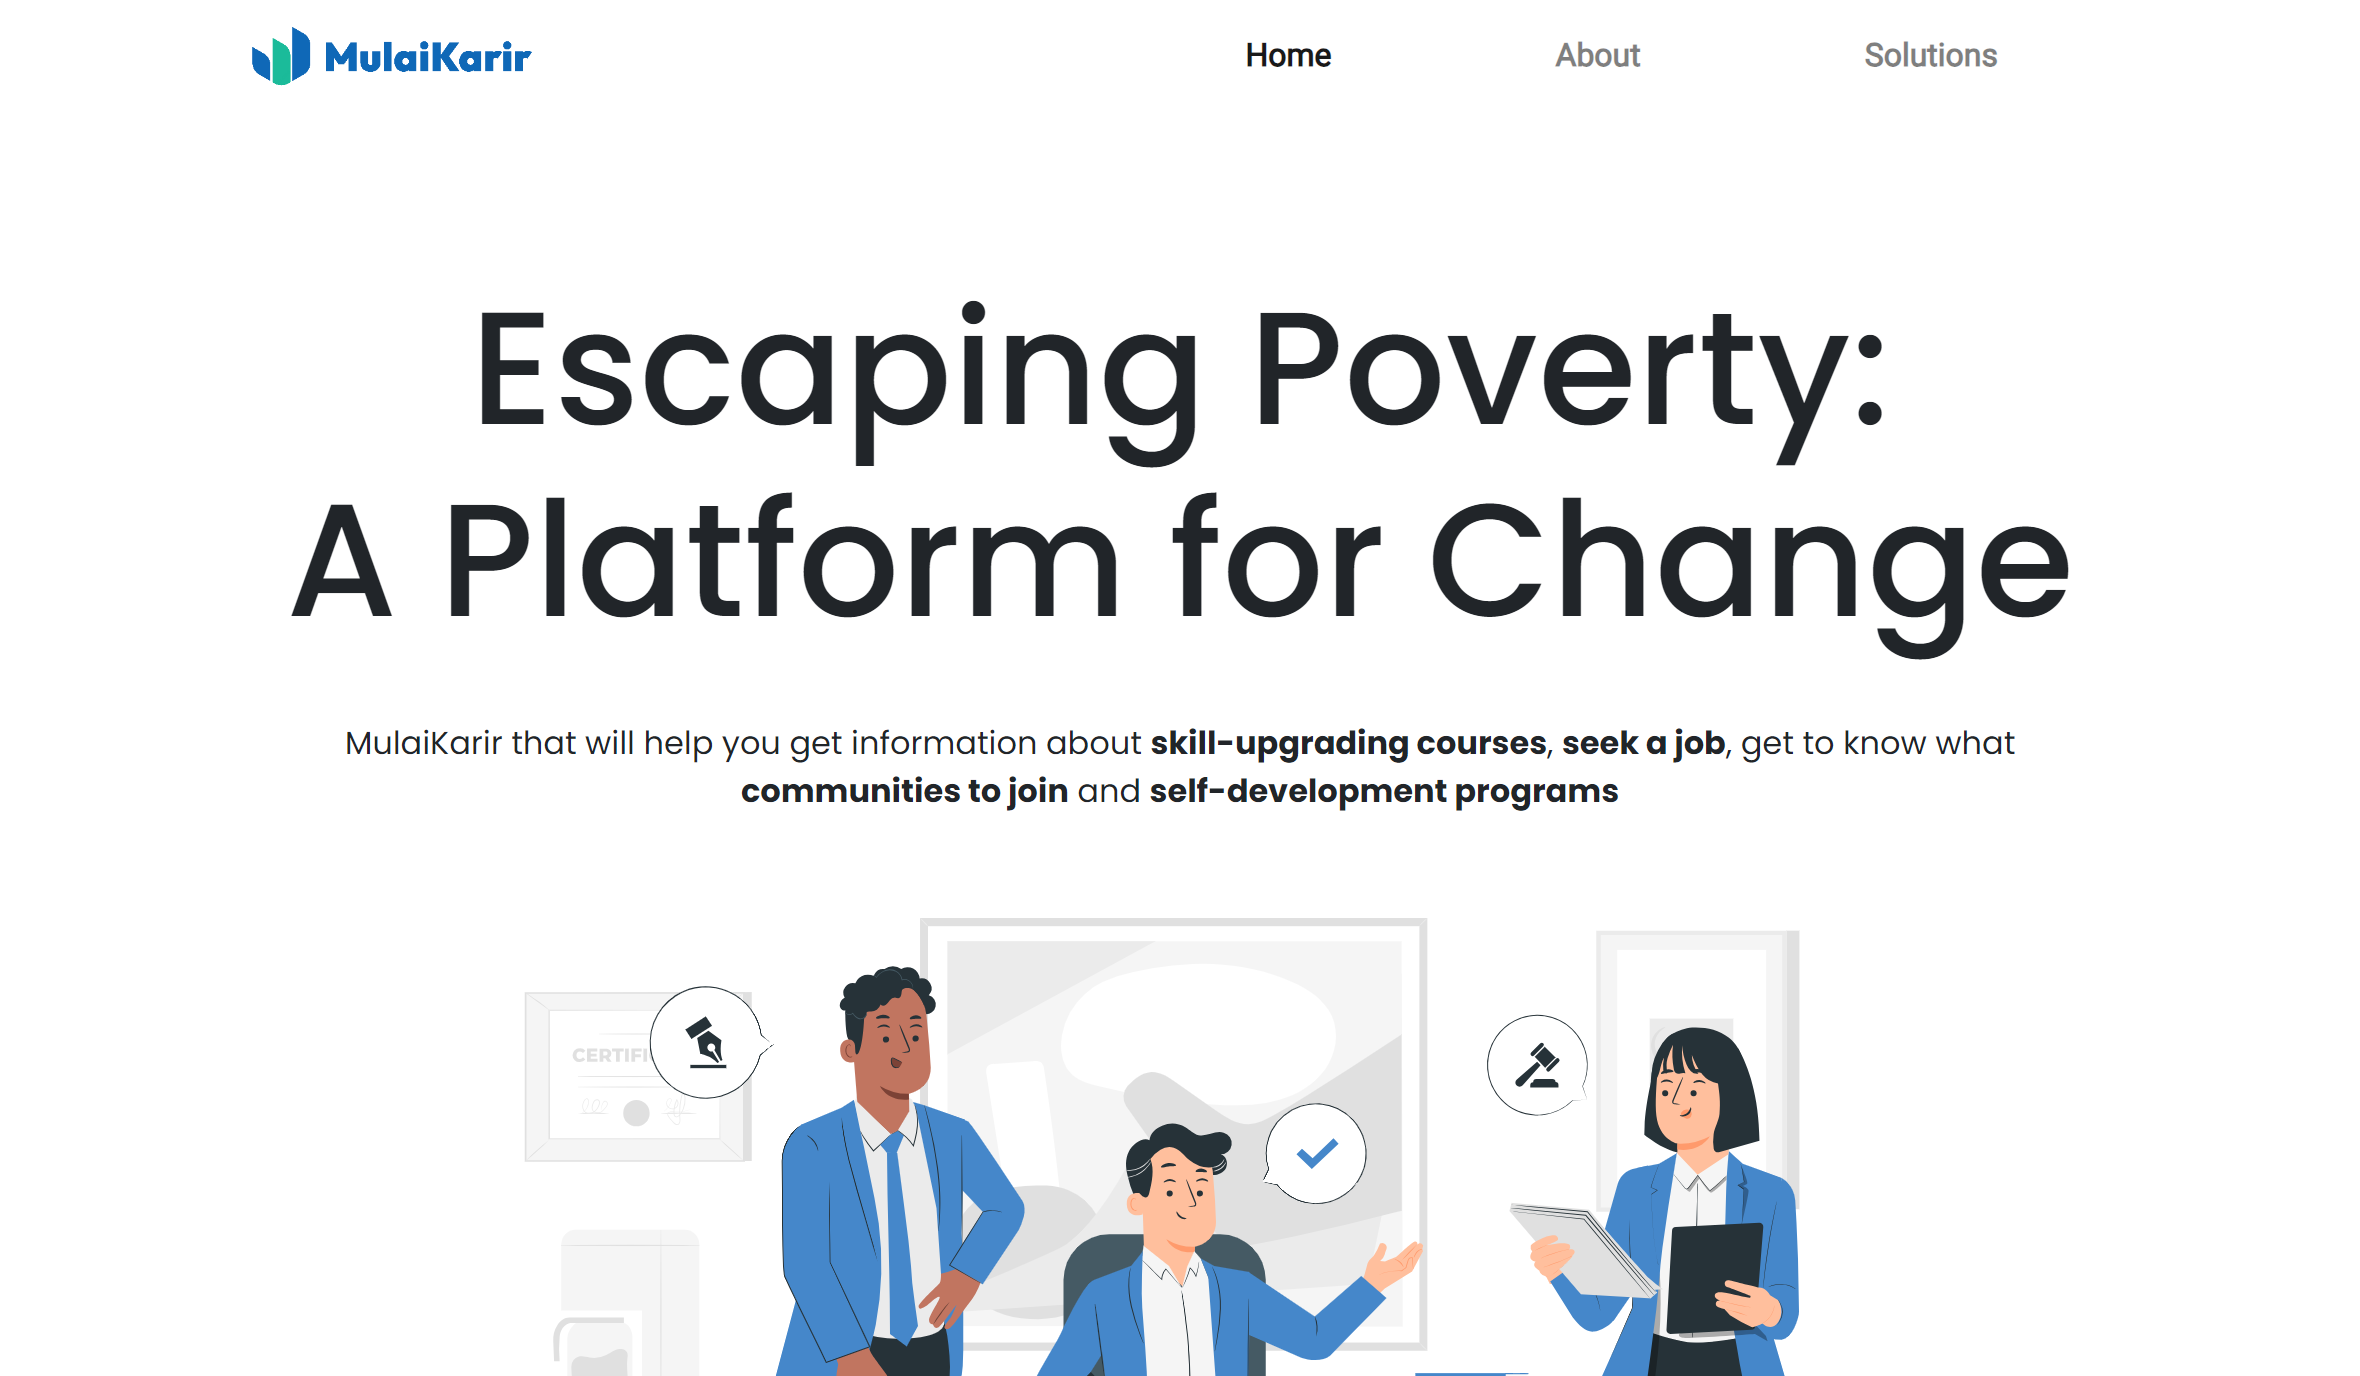 MulaiKarir
Home
About
Solutions
Escaping Poverty:
A Platform for Change
MulaiKarir that will help you get information about skill-upgrading courses, seek a job, get to know what
communities to join and self-development programs